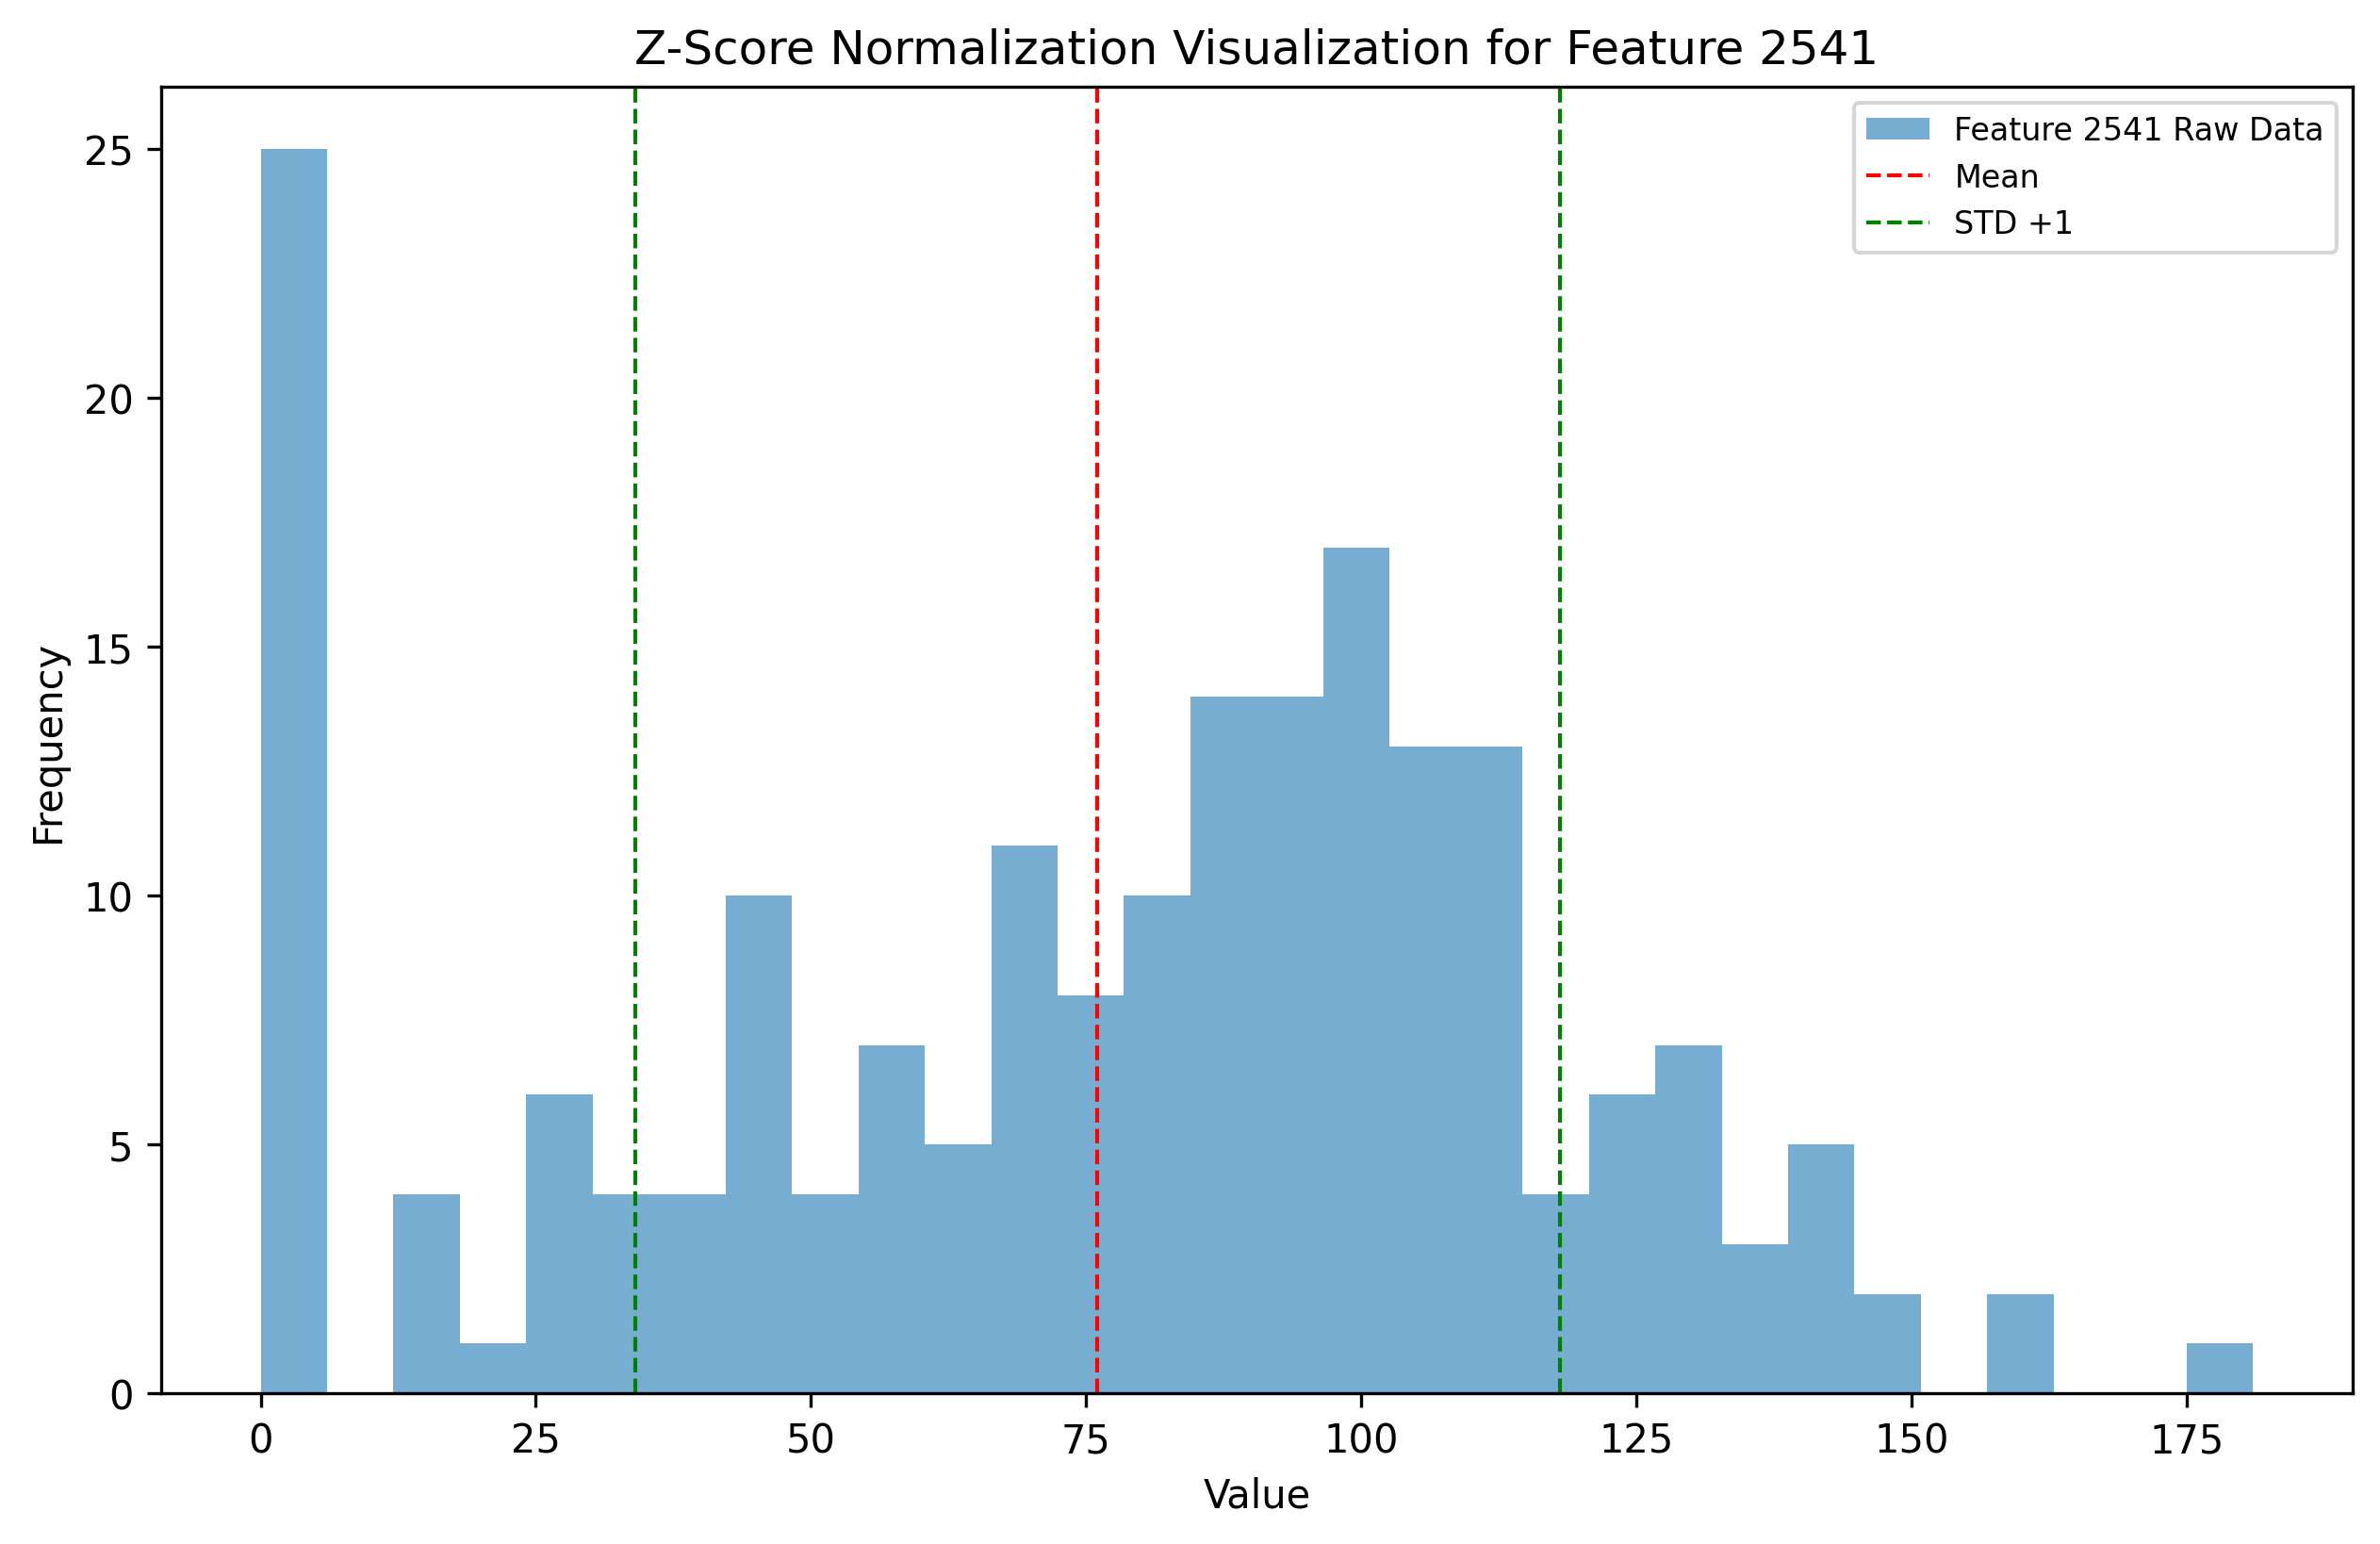 Z-Score Normalization Visualization for Feature 2541
Feature 2541 Raw Data
Mean
STD +1
Frequency
25
20
15
10
5
0
0 25 50 75 100 125 150 175
Value